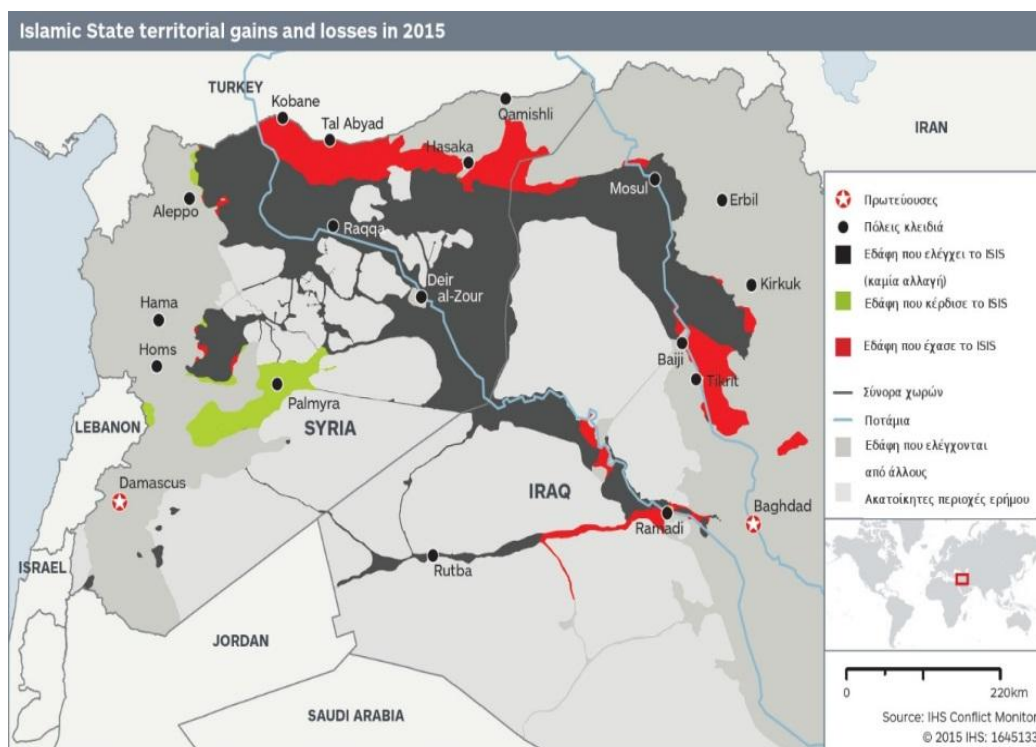 Islamic State territorial gains and losses in 2015
TURKEY
Kobane
Tal Abyad
Qamishli
Hasaka
IRAN
Mosul
Aleppo
Erbil
Raqqa
Deir
al-Zour
Kirkuk
Hama
Homs
Baiji
Tikrit
Palmyra
LEBANON
SYRIA
IRAQ
Damascus
Ramadi
Baghdad
ISRAEL
Rutba
JORDAN
SAUDI ARABIA
Πρωτεύουσες
Πόλεις κλειδιά
Εδάφη που ελέγχει το ISIS
(καμία αλλαγή)
Εδάφη που κέρδισε το ISIS
Εδάφη που έχασε το ISIS
Σύνορα χωρών
Ποτάμια
Εδάφη που ελέγχονται
από άλλους
Ακατοίκητες περιοχές ερήμου
0 220km
Source: IHS Conflict Monitor
© 2015 IHS: 1645133